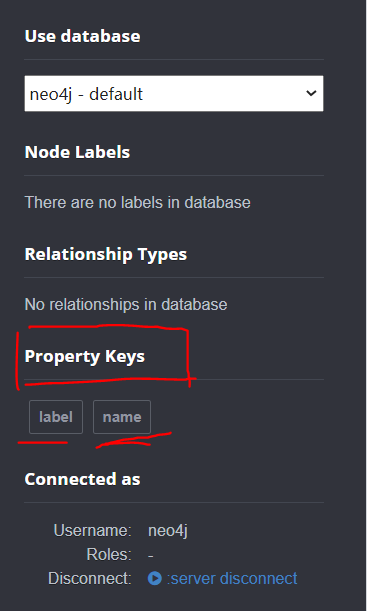 Use database
neo4j - default
Node Labels
There are no labels in database
Relationship Types
No relationships in database
Property Keys
label name
Connected as
Username: neo4j
Roles: -
Disconnect: :server disconnect